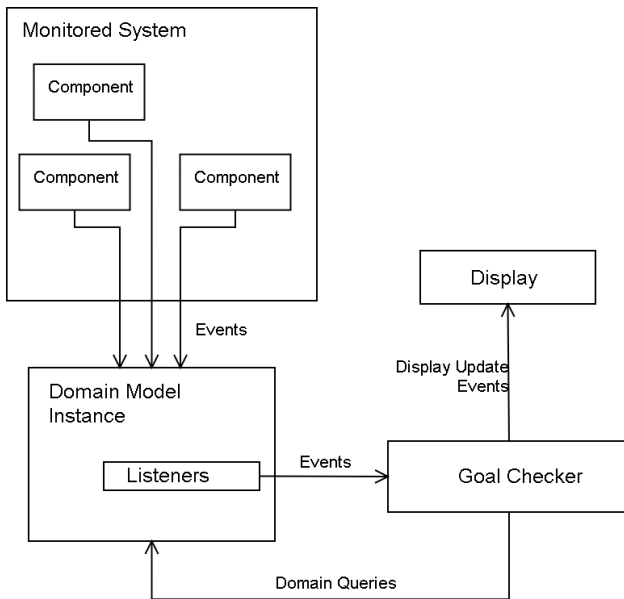 Monitored System
Component
Component
Component
Events
Display
Display Update
Events
Domain Model
Instance
Listeners
Events
Goal Checker
Domain Queries